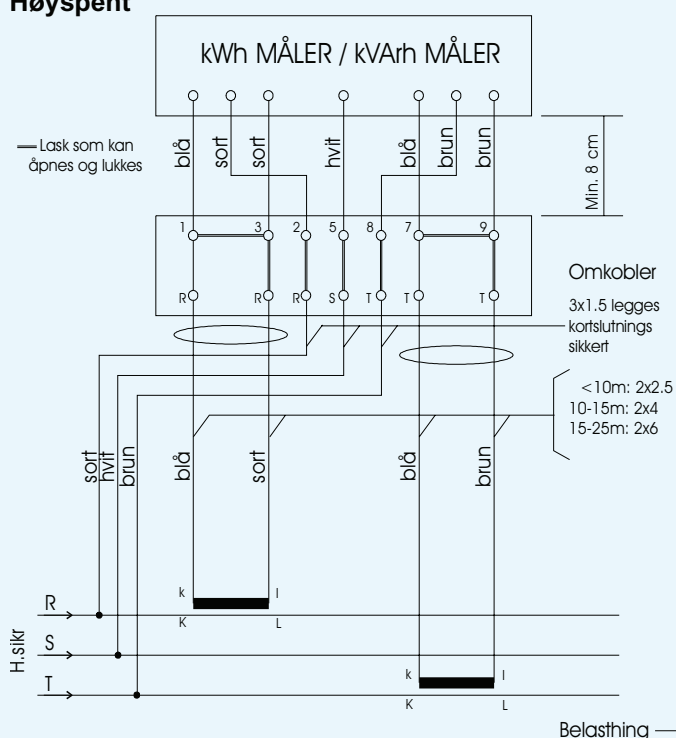 Høyspent
kWh MÅLER / kVArh MÅLER
Lask som kan
åpnes og lukkes
blå
sort
sort
hvit
blå
brun
brun
Min. 8 cm
1
3
2
5
8
7
9
R
R
R
S
T
T
T
Omkobler
3x1.5 legges
kortslutnings
sikkert
<10m: 2x2.5
10-15m: 2x4
15-25m: 2x6
sort
hvit
brun
blå
sort
blå
brun
k
l
K
L
R
S
T
H.sikr
k
l
K
L
Belasthing